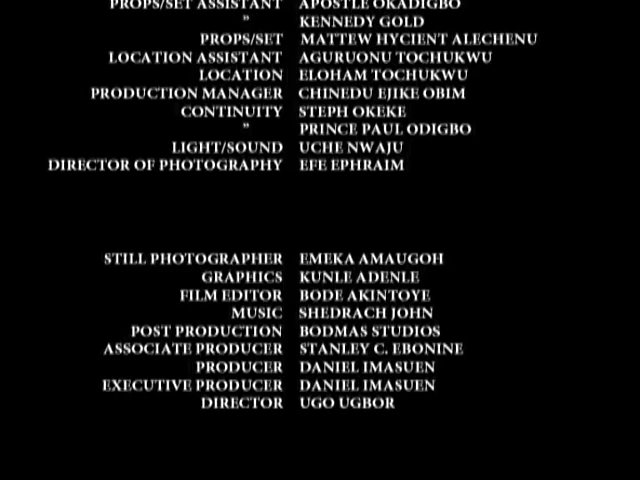 PROPS/SET ASSISTANT APOSTLE OKADIGBO
" KENNEDY GOLD
PROPS/SET MATTEW HYCIENT ALECHENU
LOCATION ASSISTANT AGURUONU TOCHUKWU
LOCATION ELOHAM TOCHUKWU
PRODUCTION MANAGER CHINEDU EJIKE OBIM
CONTINUITY STEPH OKEKE
" PRINCE PAUL ODIGBO
LIGHT/SOUND UCHE NWAJU
DIRECTOR OF PHOTOGRAPHY EFE EPHRAIM
STILL PHOTOGRAPHER EMEKA AMAUGOH
GRAPHICS KUNLE ADENLE
FILM EDITOR BODE AKINTOYE
MUSIC SHEDRACH JOHN
POST PRODUCTION BODMAS STUDIOS
ASSOCIATE PRODUCER STANLEY C. EBONINE
PRODUCER DANIEL IMASUEN
EXECUTIVE PRODUCER DANIEL IMASUEN
DIRECTOR UGO UGBOR